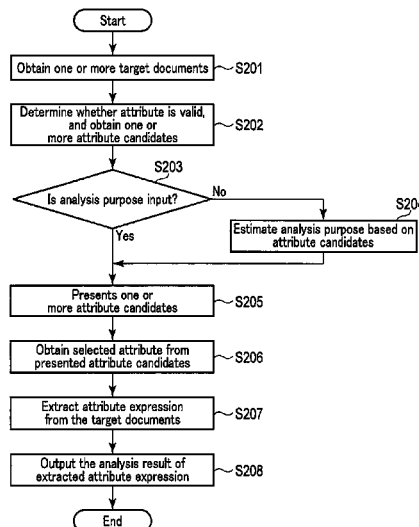 Start
Obtain one or more target documents
S201
Determine whether attribute is valid,
and obtain one or
more attribute candidates
S202
S203
Is analysis purpose input?
No
Yes
S204
Estimate analysis purpose based on
attribute candidates
Presents one or
more attribute candidates
S205
Obtain selected attribute from
presented attribute candidates
S206
Extract attribute expression
from the target documents
S207
Output the analysis result of
extracted attribute expression
S208
End